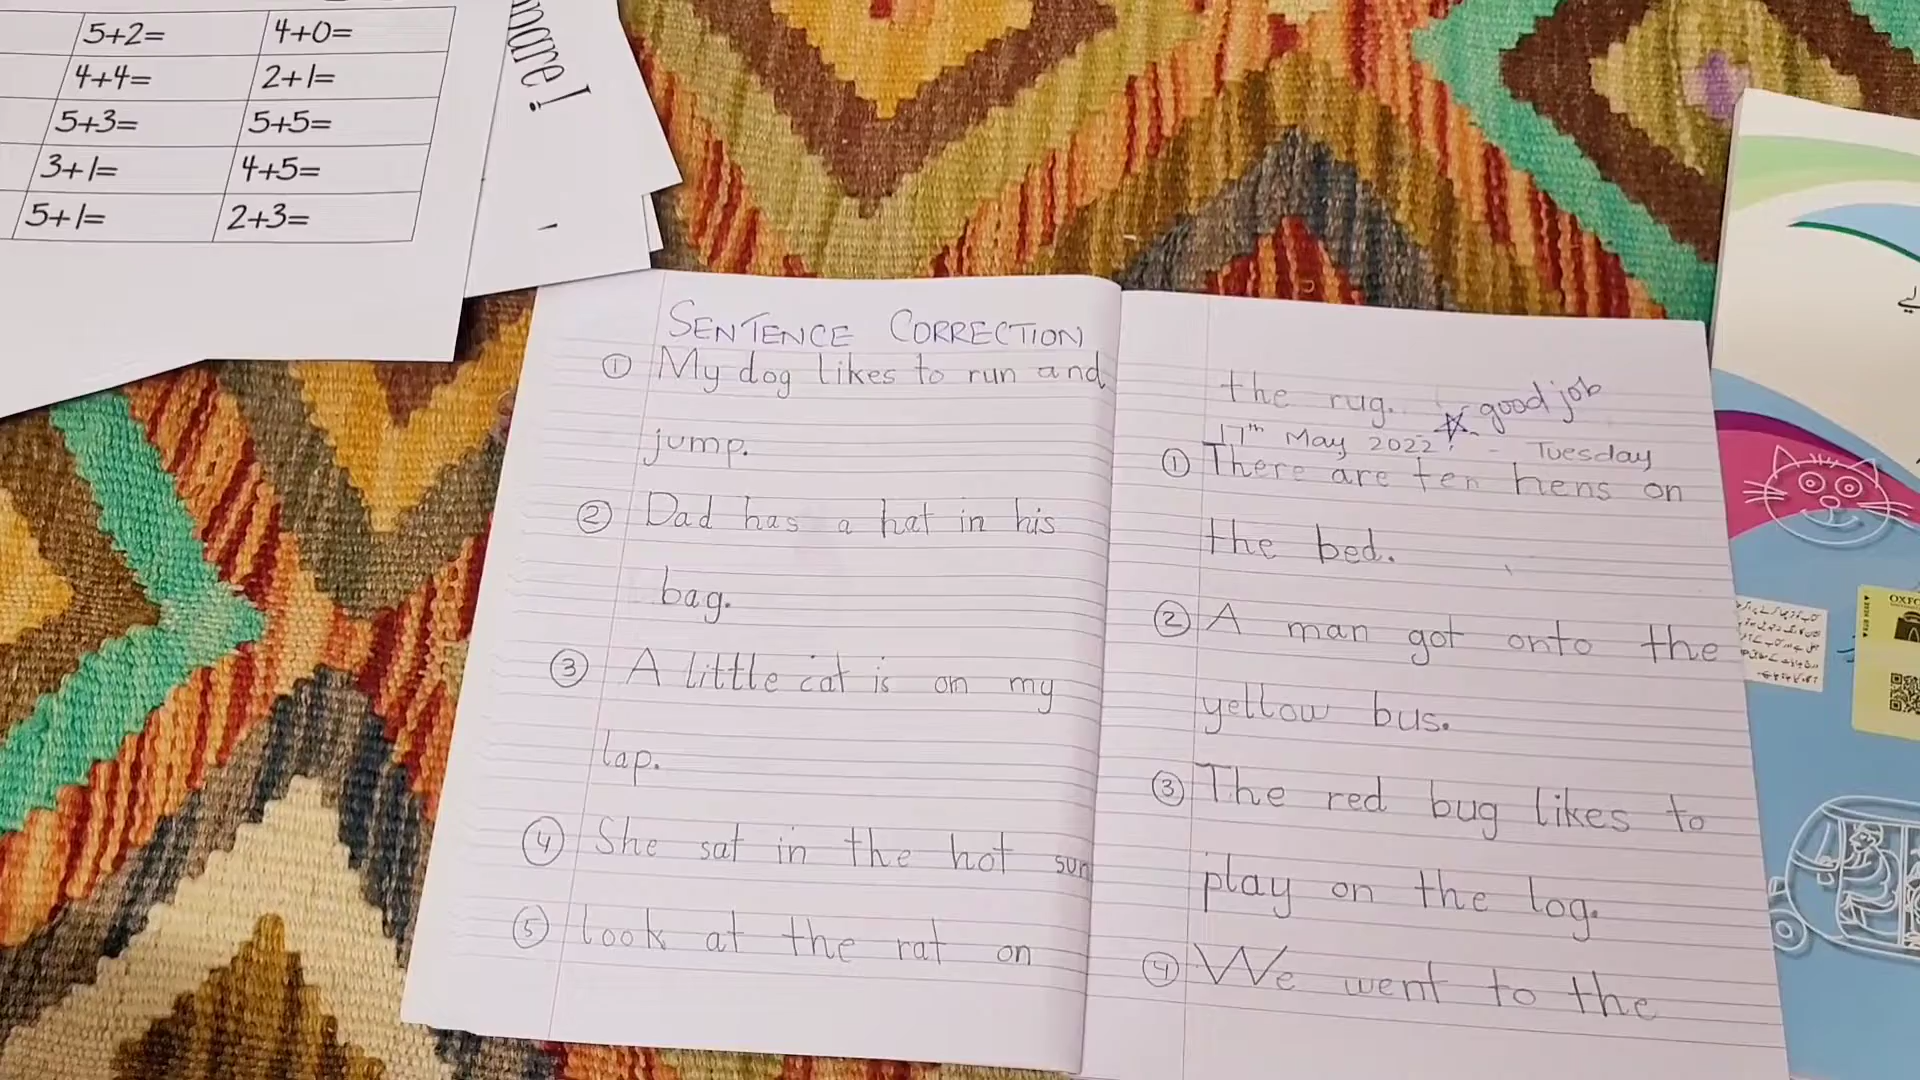 5+2= 4+0=
4+4= 2+1=
5+3= 5+5=
3+1= 4+5=
5+1= 2+3=
SENTENCE CORRECTION
① My dog likes to run and
jump.
② Dad has a hat in his
bag.
③ A little cat is on my
lap.
④ She sat in the hot sun
⑤ look at the rat on
the rug. good job
17th May 2022 - Tuesday
① There are ten hens on
the bed.
② A man got onto the
yellow bus.
③ The red bug likes to
play on the log.
④ We went to the